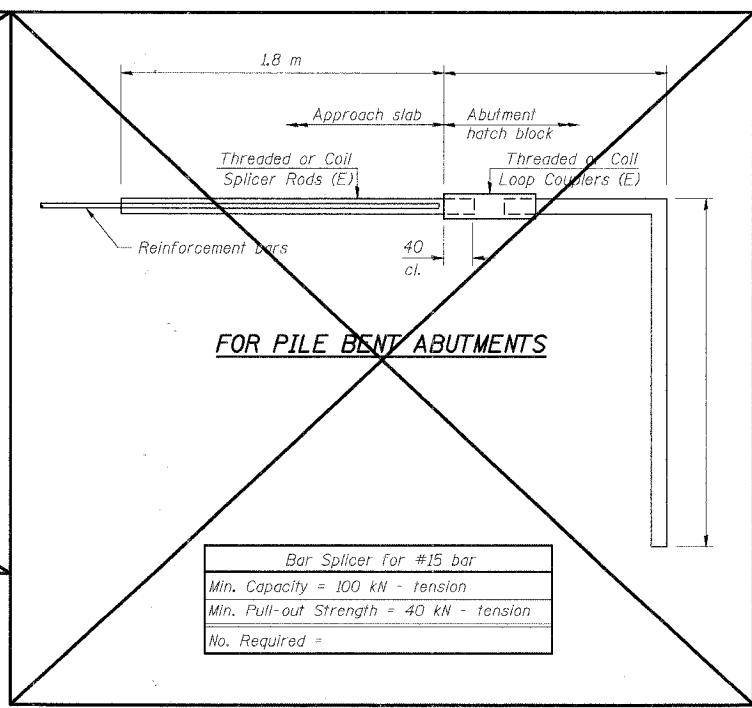 1.8 m
Approach slab
Abutment
hatch block
Threaded or Coil
Splicer Rods (E)
Threaded or Coil
Loop Couplers (E)
Reinforcement bars
40
cl.
FOR PILE BENT ABUTMENTS
Bar Splicer for #15 bar
Min. Capacity = 100 kN - tension
Min. Pull-out Strength = 40 kN - tension
No. Required =